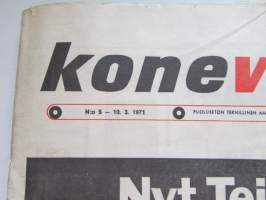 konev
N:o 5 — 10. 3. 1971
PUOLUEETON TEKNILLINEN AM
Nyt Tei